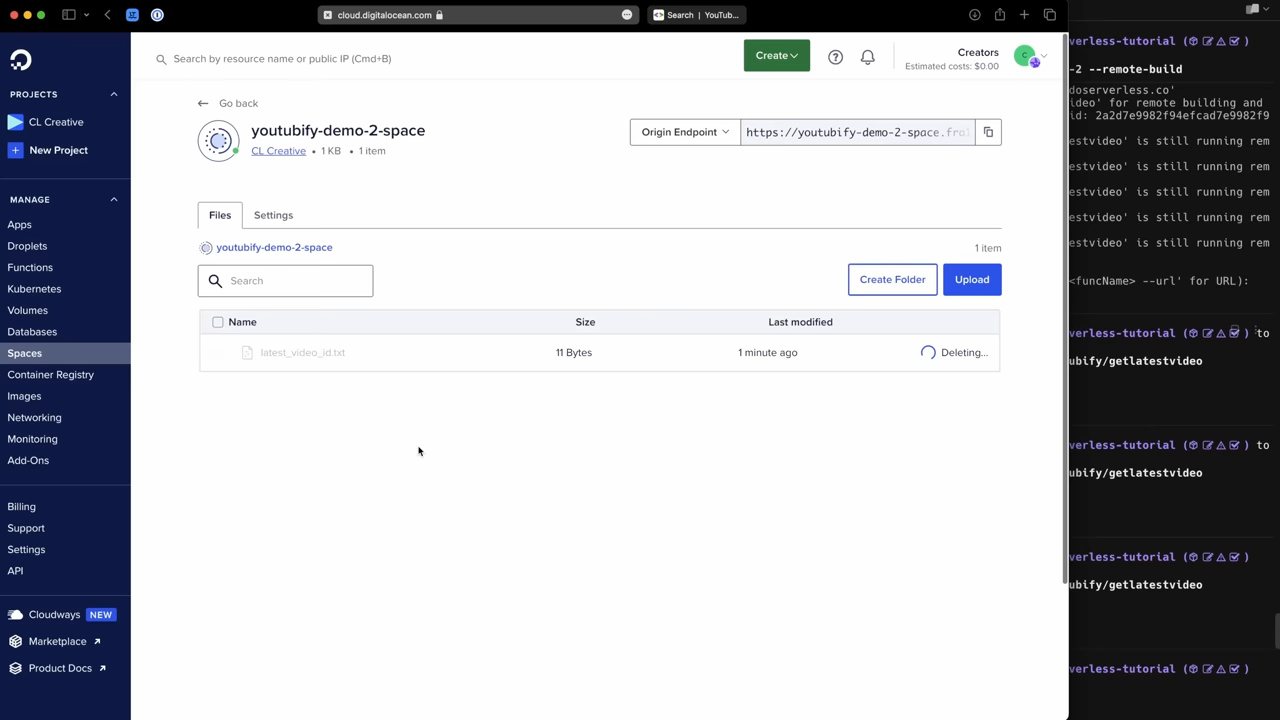 cloud.digitalocean.com
Search | YouTub...
Search by resource name or public IP (Cmd+B)
Create
Creators
Estimated costs: $0.00
C
PROJECTS
CL Creative
New Project
MANAGE
Apps
Droplets
Functions
Kubernetes
Volumes
Databases
Spaces
Container Registry
Images
Networking
Monitoring
Add-Ons
Billing
Support
Settings
API
Cloudways NEW
Marketplace
Product Docs
Go back
youtubify-demo-2-space
CL Creative • 1 KB • 1 item
Origin Endpoint
https://youtubify-demo-2-space.fra1
Files
Settings
youtubify-demo-2-space
1 item
Search
Create Folder
Upload
Name
Size
Last modified
latest_video_id.txt
11 Bytes
1 minute ago
Deleting...
verless-tutorial (
)
-2 --remote-build
doserverless.co'
video' for remote building and
id: 2a2d7e9982f94efcad7e9982f9
estvideo' is still running rem
estvideo' is still running rem
estvideo' is still running rem
estvideo' is still running rem
estvideo' is still running rem
<funcName> --url' for URL):
verless-tutorial (
) to
ubify/getlatestvideo
verless-tutorial (
) to
ubify/getlatestvideo
verless-tutorial (
)
ubify/getlatestvideo
verless-tutorial (
)